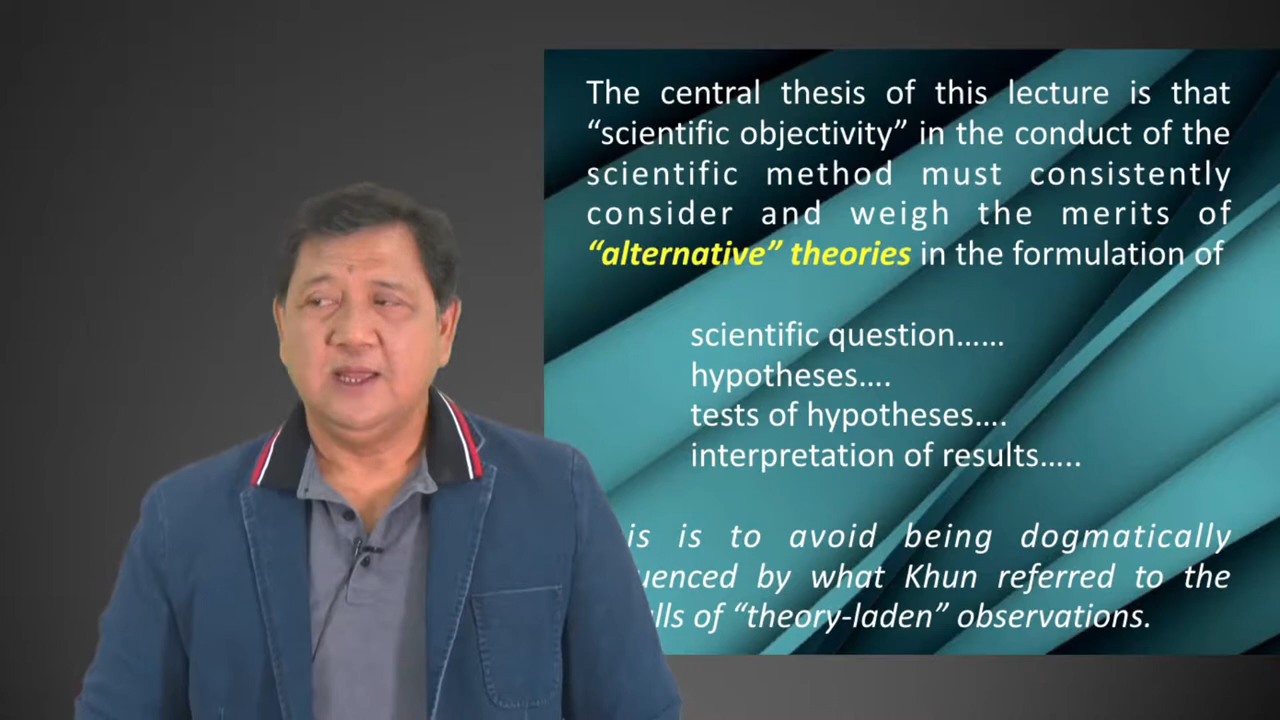 The central thesis of this lecture is that
“scientific objectivity” in the conduct of the
scientific method must consistently
consider and weigh the merits of
“alternative” theories in the formulation of
scientific question……
hypotheses….
tests of hypotheses….
interpretation of results…..
is to avoid being dogmatically
by what Khun referred to the
of “theory-laden” observations.